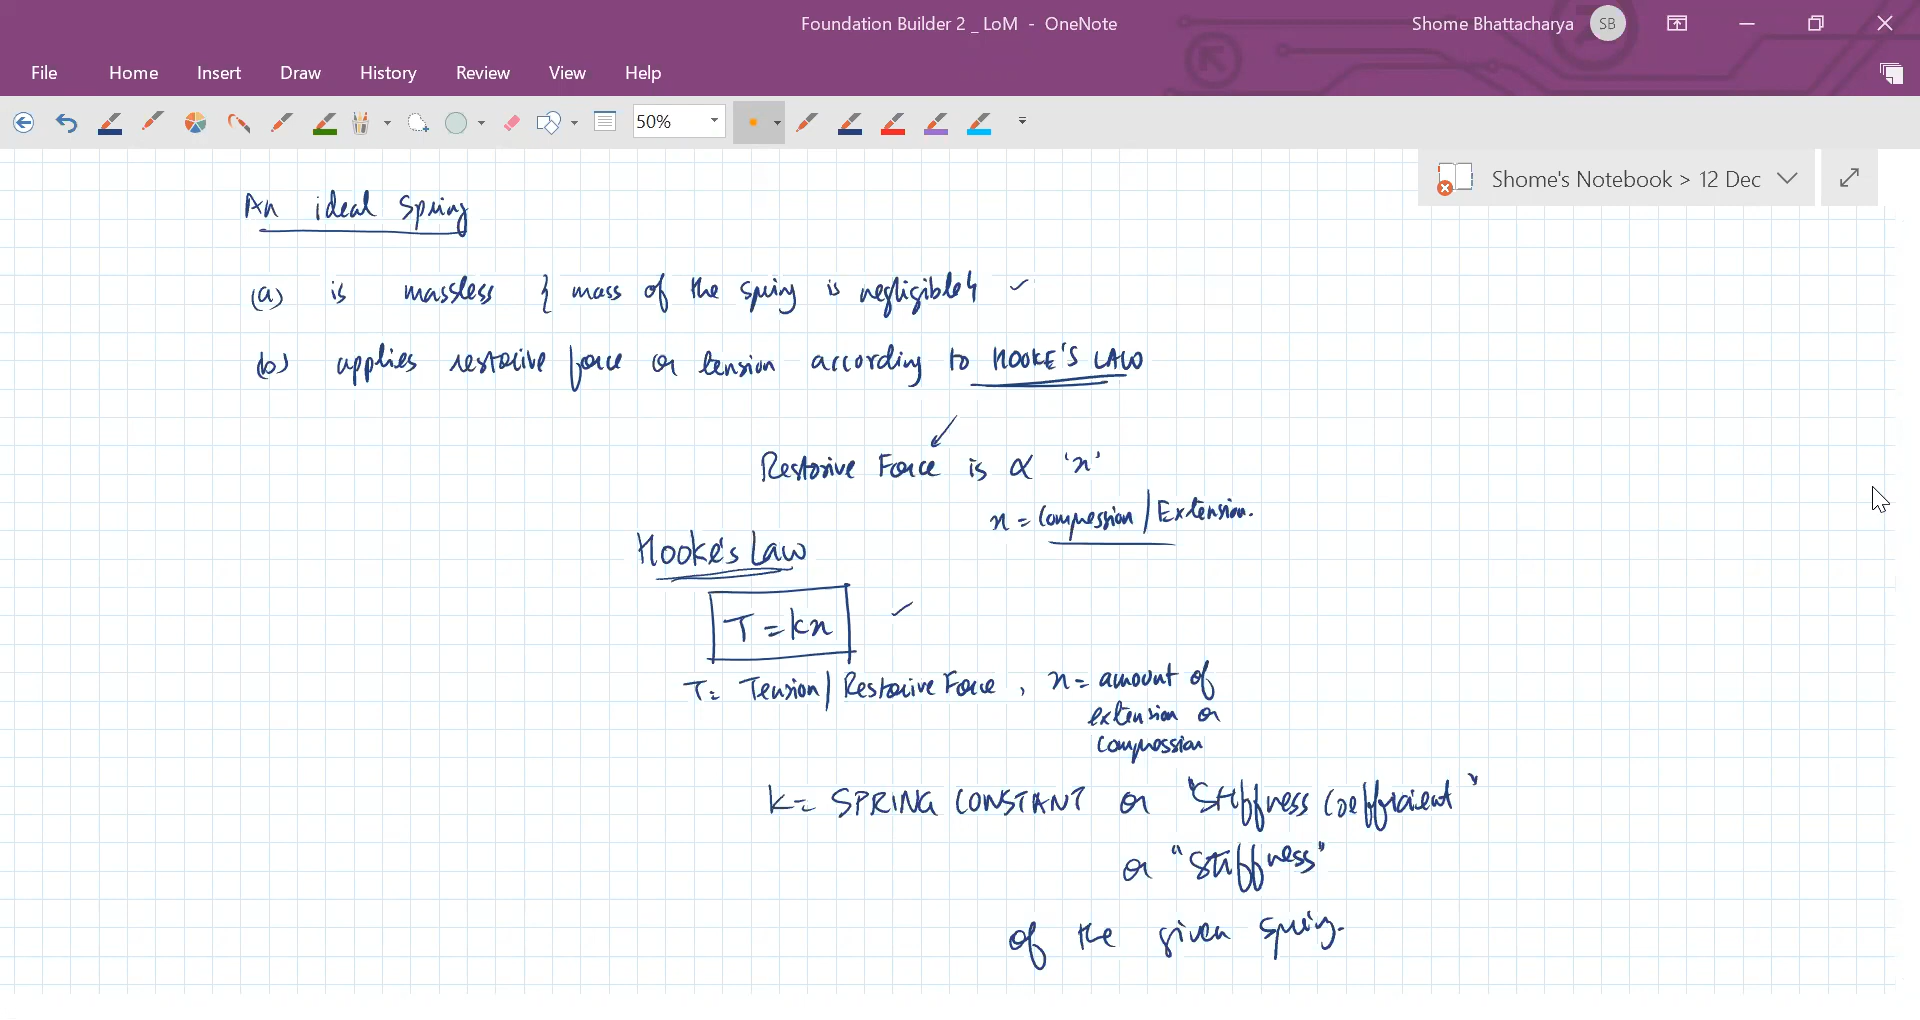 Foundation Builder 2 _ LoM - OneNote
Shome Bhattacharya SB
File Home Insert Draw History Review View Help
50%
Shome's Notebook > 12 Dec
An ideal spring
(a) is massless { mass of the spring is negligible} ✓
(b) applies restorive force or tension according to HOOKE'S LAW
Restorive Force is ∝ 'x'
x = Compression / Extension.
Hooke's Law
T = kx ✓
T = Tension / Restorive Force , x = amount of
extension or
compression
k = SPRING CONSTANT or "Stiffness Coefficient"
or "Stiffness"
of the given spring.